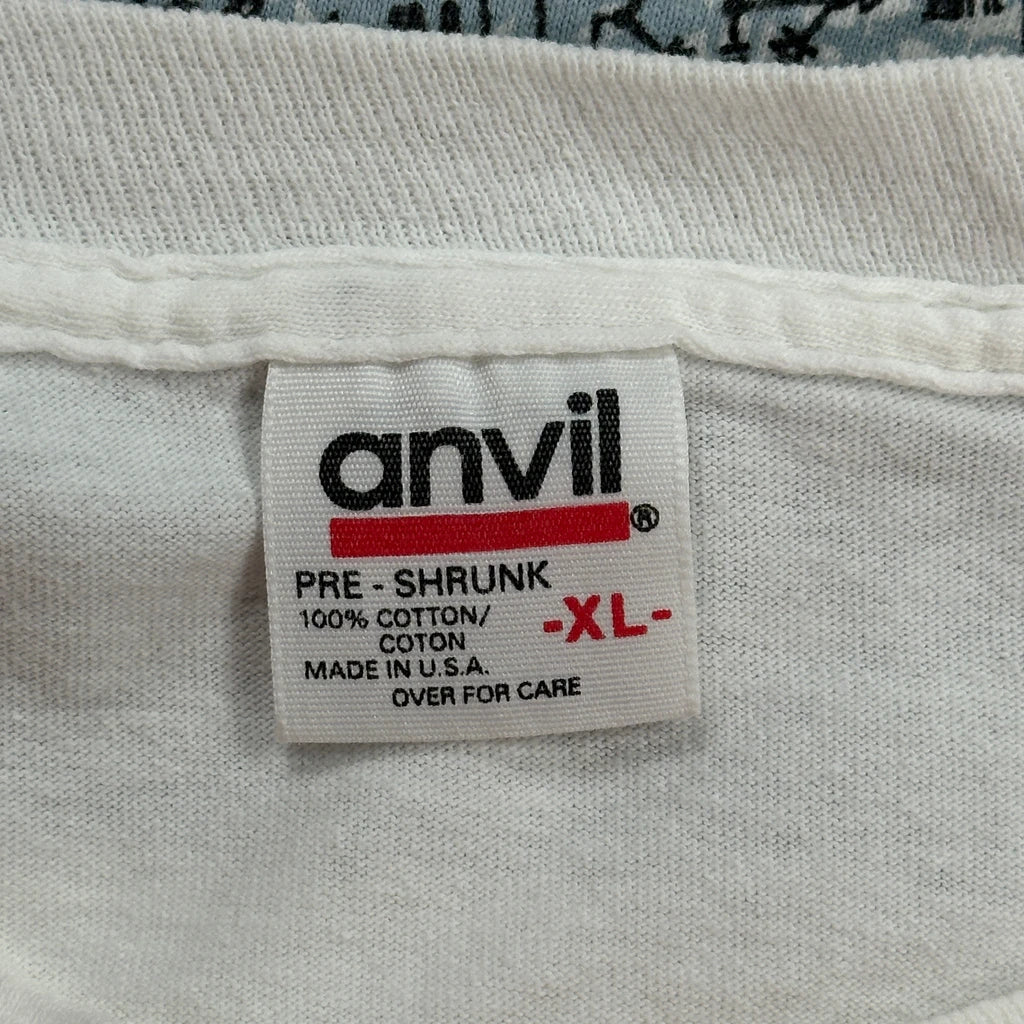 anvil®
PRE - SHRUNK
100% COTTON/
COTON
-XL-
MADE IN U.S.A.
OVER FOR CARE